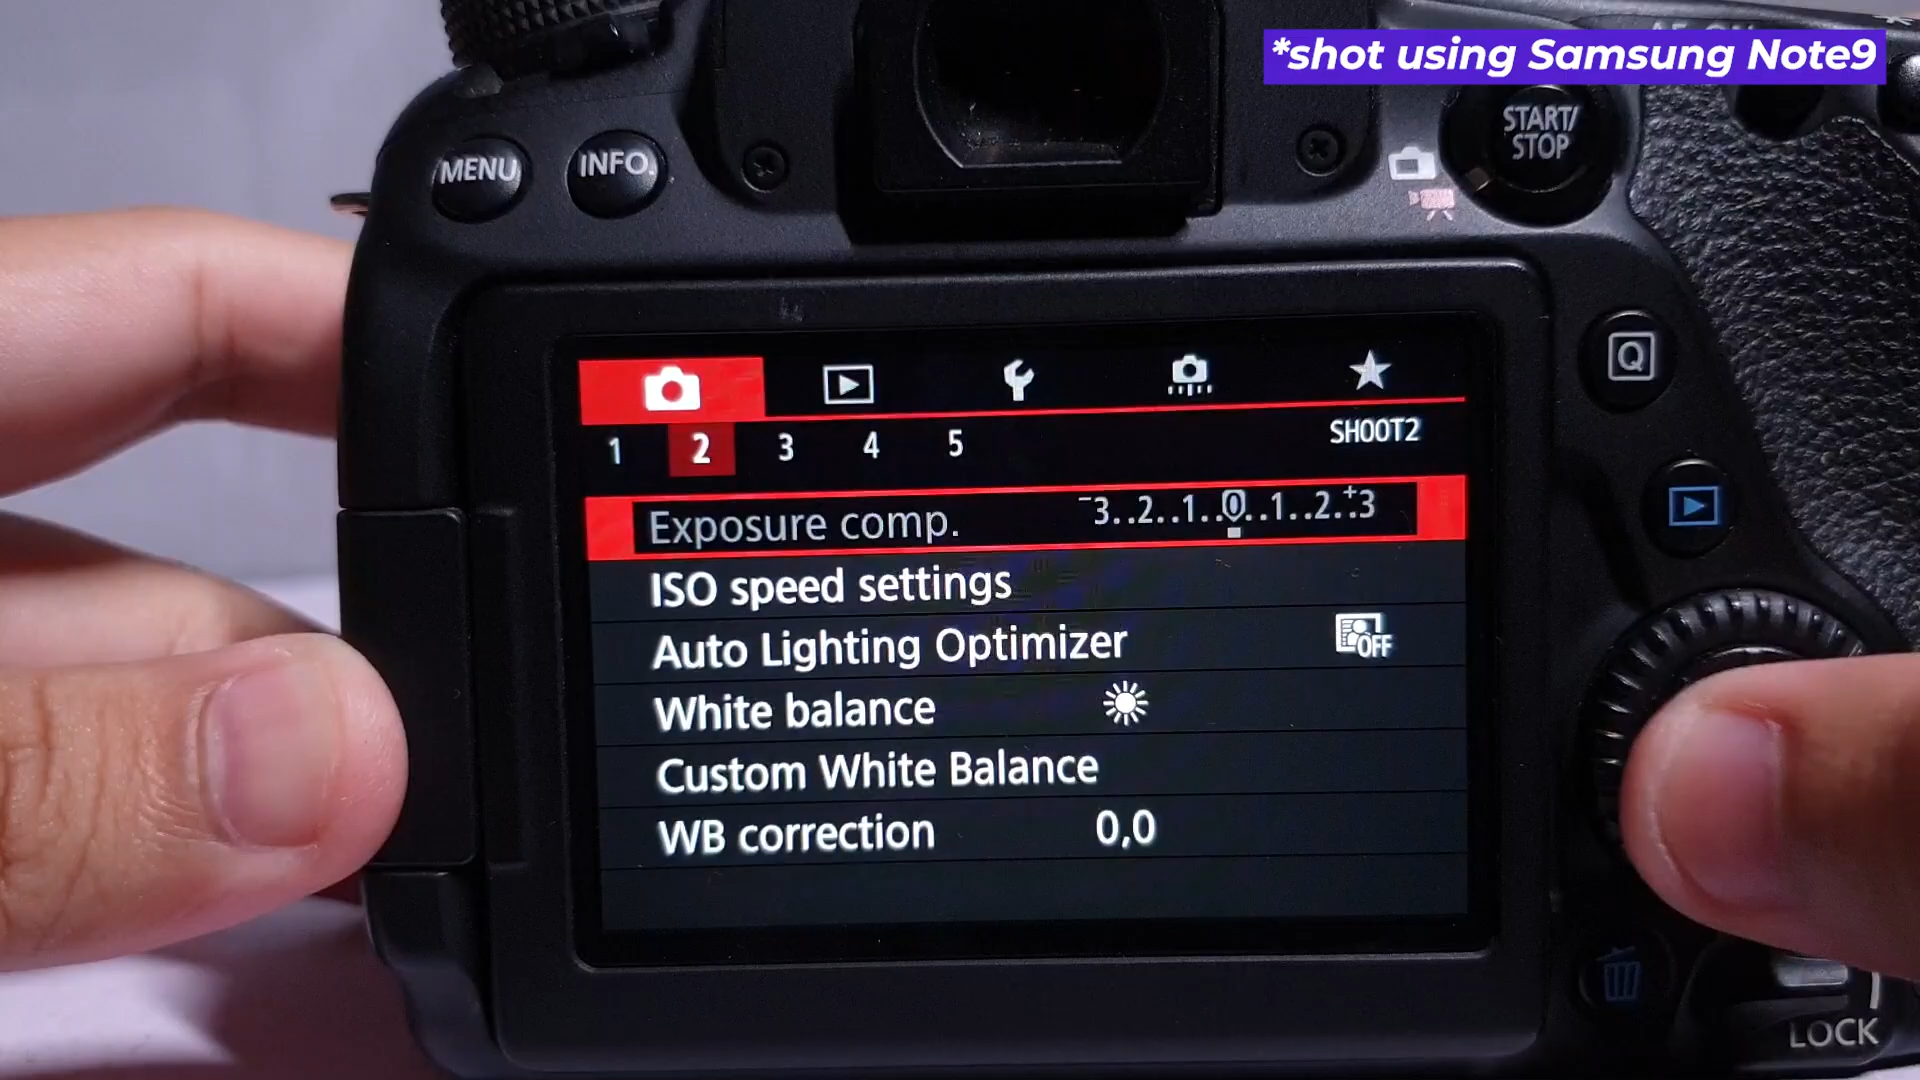 *shot using Samsung Note9
START/
STOP
MENU
INFO.
Q
1 2 3 4 5
SHOOT2
Exposure comp. -3..2..1..0..1..2..+3
ISO speed settings
Auto Lighting Optimizer OFF
White balance
Custom White Balance
WB correction 0,0
LOCK